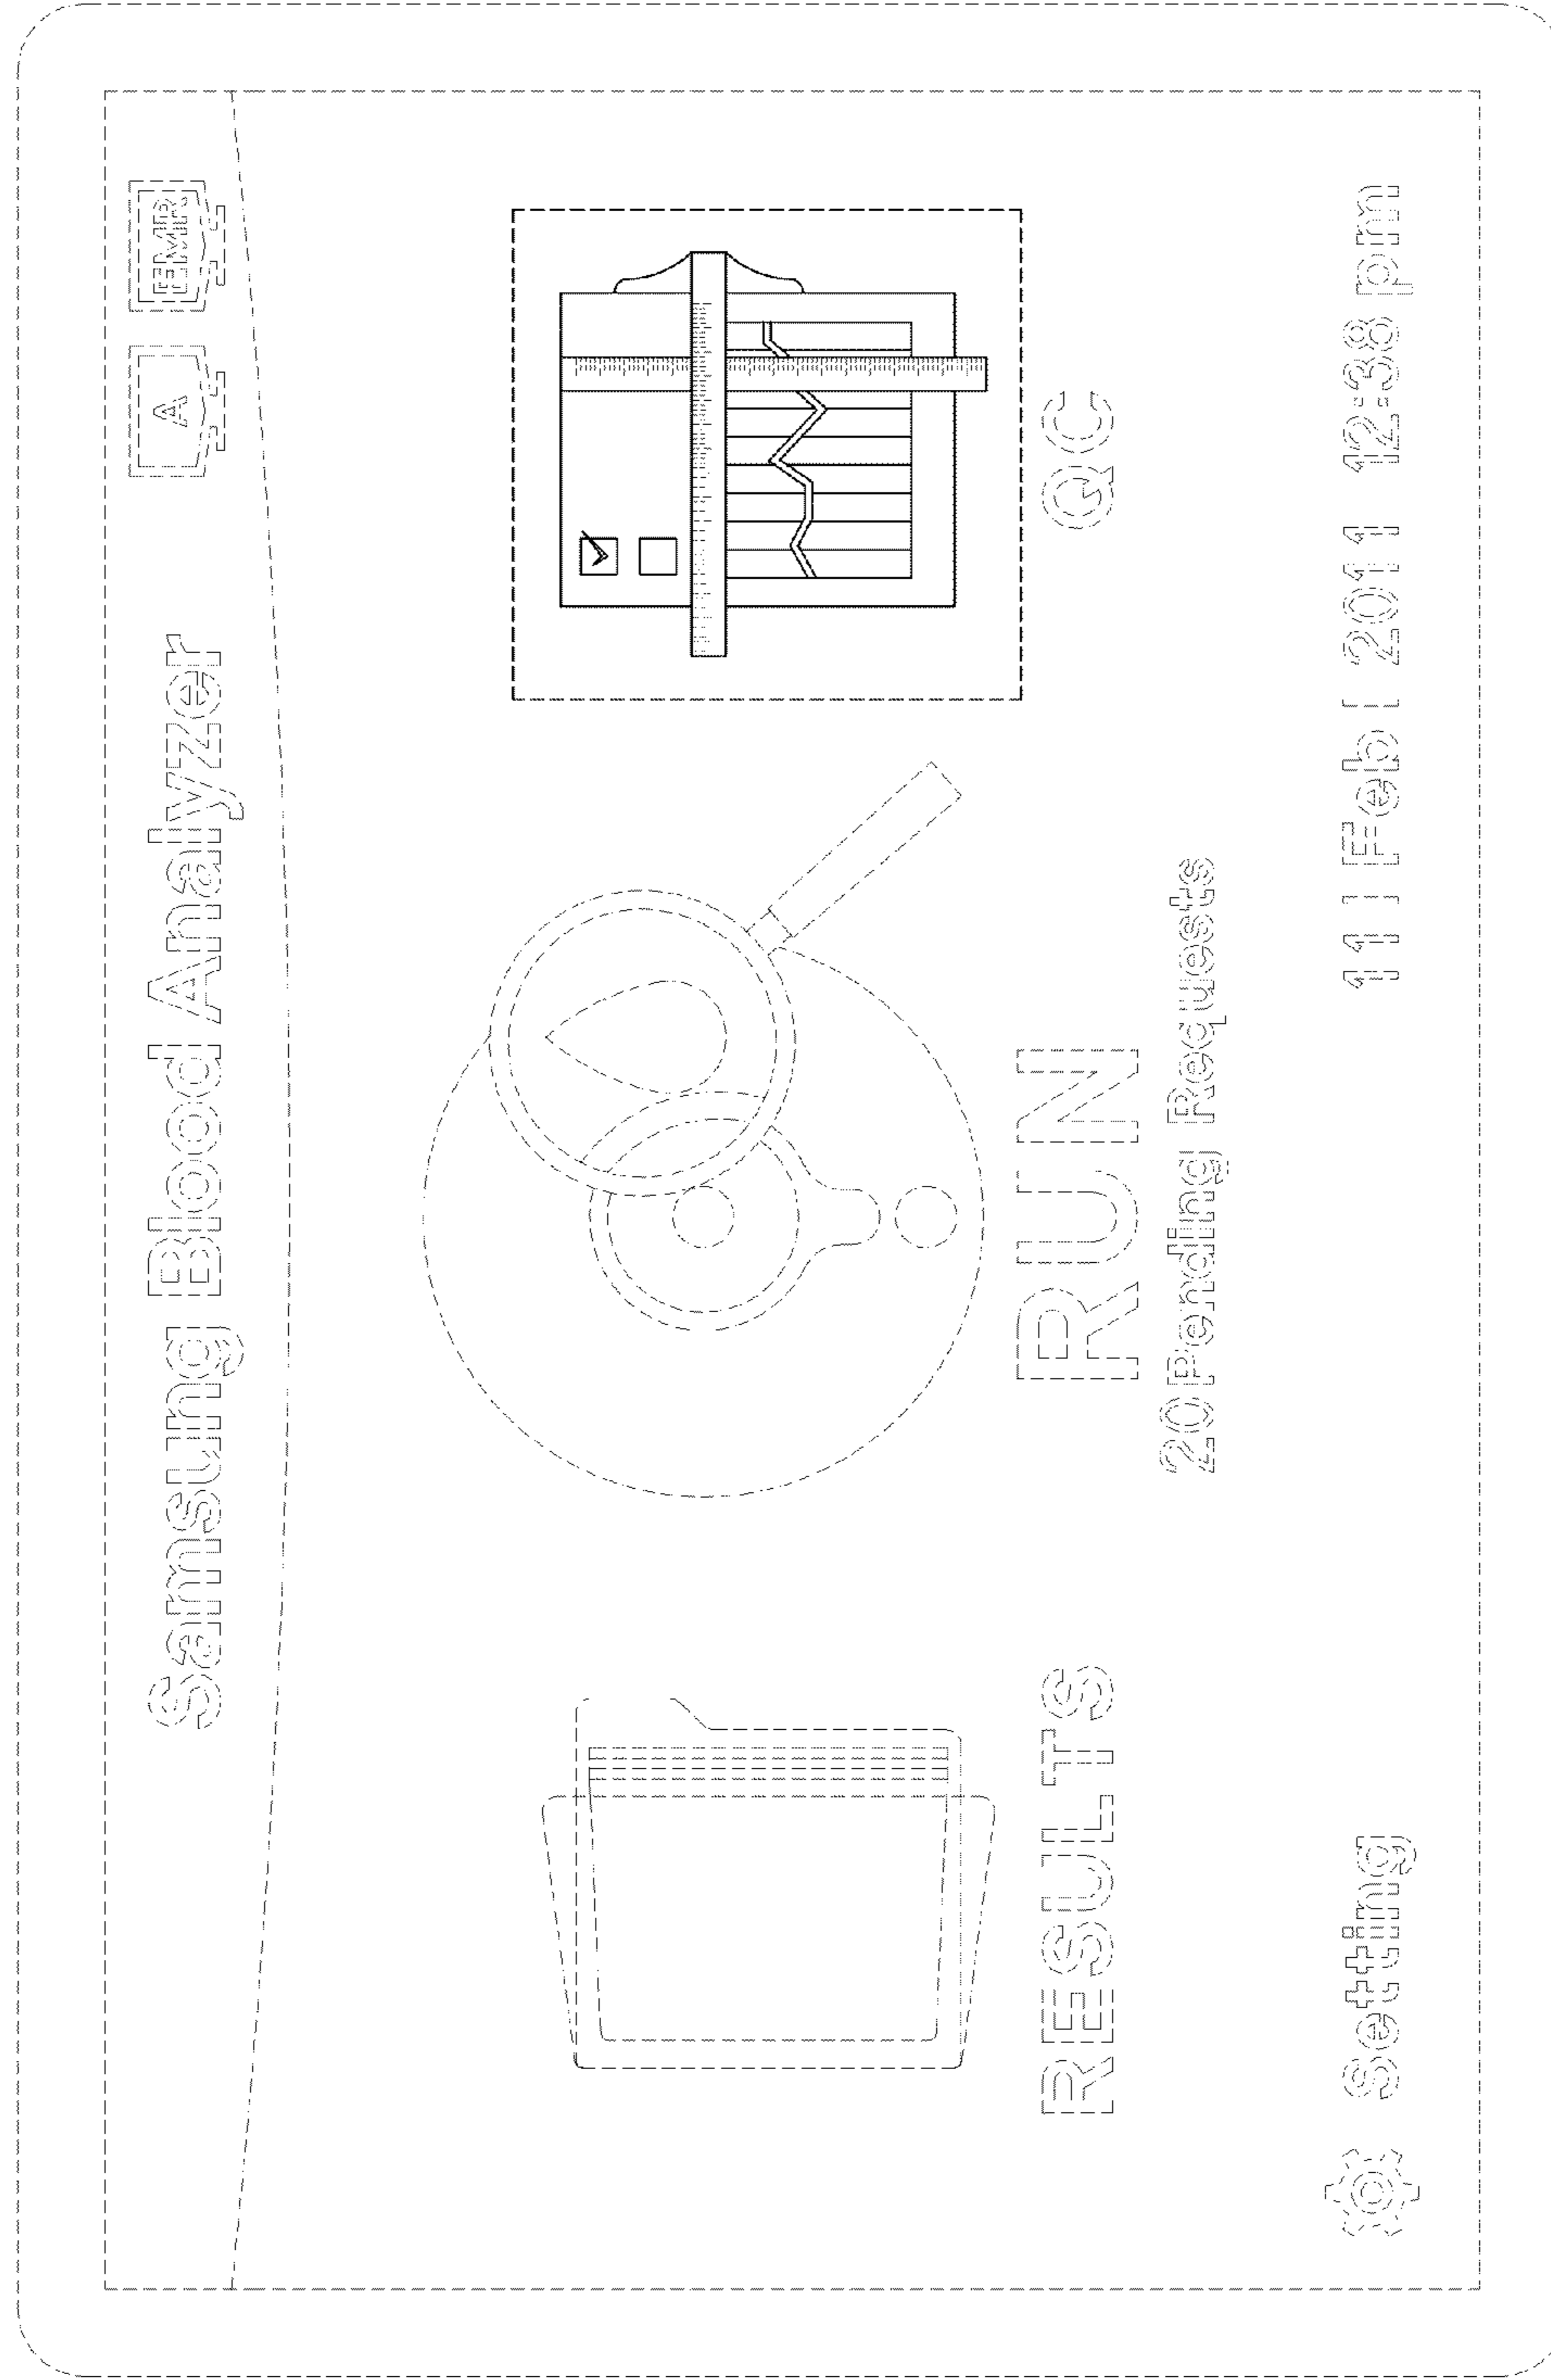 Samsung Blood Analyzer
A
EMR
RESULTS
RUN
20 Pending Requests
QC
Setting
11 | Feb | 2011 12:38 pm